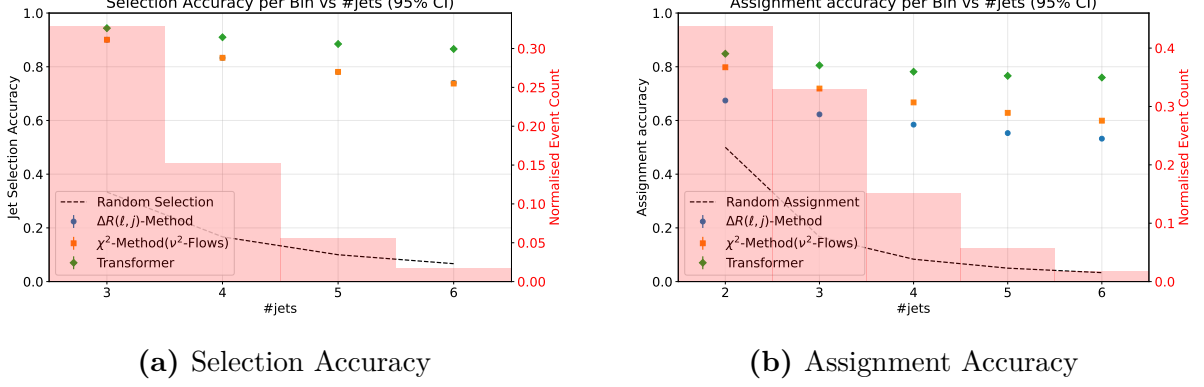 Selection Accuracy per Bin vs #jets (95% CI)
Jet Selection Accuracy
1.0
0.8
0.6
0.4
0.2
0.0
Random Selection
ΔR(ℓ, j)-Method
χ²-Method(ν²-Flows)
Transformer
3 4 5 6
#jets
0.30
0.25
0.20
0.15
0.10
0.05
0.00
Normalised Event Count
(a) Selection Accuracy
Assignment accuracy per Bin vs #jets (95% CI)
Assignment accuracy
1.0
0.8
0.6
0.4
0.2
0.0
Random Assignment
ΔR(ℓ, j)-Method
χ²-Method(ν²-Flows)
Transformer
2 3 4 5 6
#jets
0.4
0.3
0.2
0.1
0.0
Normalised Event Count
(b) Assignment Accuracy